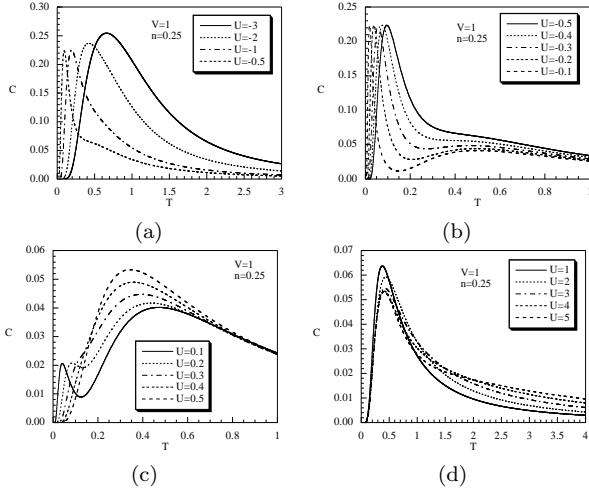 V=1
n=0.25
U=-3
U=-2
U=-1
U=-0.5
C
0.30
0.25
0.20
0.15
0.10
0.05
0.00
0 0.5 1 1.5 2 2.5 3
T
(a)
V=1
n=0.25
U=-0.5
U=-0.4
U=-0.3
U=-0.2
U=-0.1
C
0.25
0.20
0.15
0.10
0.05
0.00
0 0.2 0.4 0.6 0.8 1
T
(b)
V=1
n=0.25
U=0.1
U=0.2
U=0.3
U=0.4
U=0.5
C
0.06
0.05
0.04
0.03
0.02
0.01
0.00
0 0.2 0.4 0.6 0.8 1
T
(c)
V=1
n=0.25
U=1
U=2
U=3
U=4
U=5
C
0.07
0.06
0.05
0.04
0.03
0.02
0.01
0.00
0 0.5 1 1.5 2 2.5 3 3.5 4
T
(d)